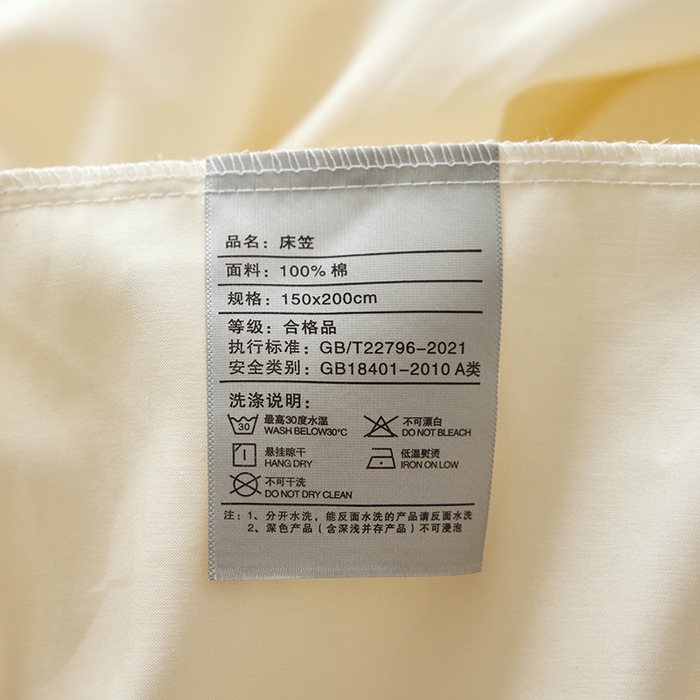 品名：床笠
面料：100% 棉
规格：150x200cm
等级：合格品
执行标准：GB/T22796-2021
安全类别：GB18401-2010 A类
洗涤说明：
30 最高30度水温 WASH BELOW30℃
不可漂白 DO NOT BLEACH
悬挂晾干 HANG DRY
低温熨烫 IRON ON LOW
不可干洗 DO NOT DRY CLEAN
注：1、分开水洗，能反面水洗的产品请反面水洗
2、深色产品（含深浅并存产品）不可浸泡